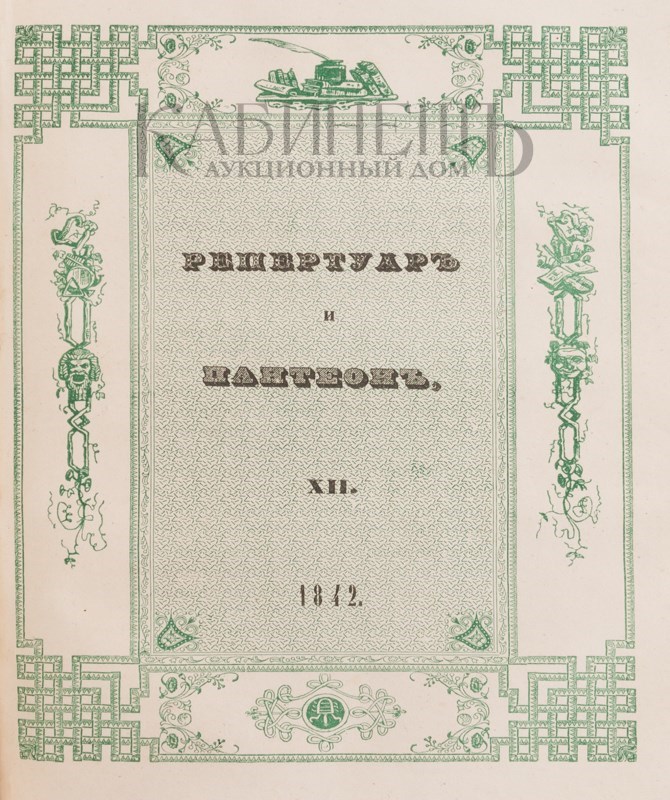 КАБИНЕТЪ
АУКЦИОННЫЙ ДОМ
РЕПЕРТУАРЪ
И
ПАНТЕОНЪ,
XII.
1842.